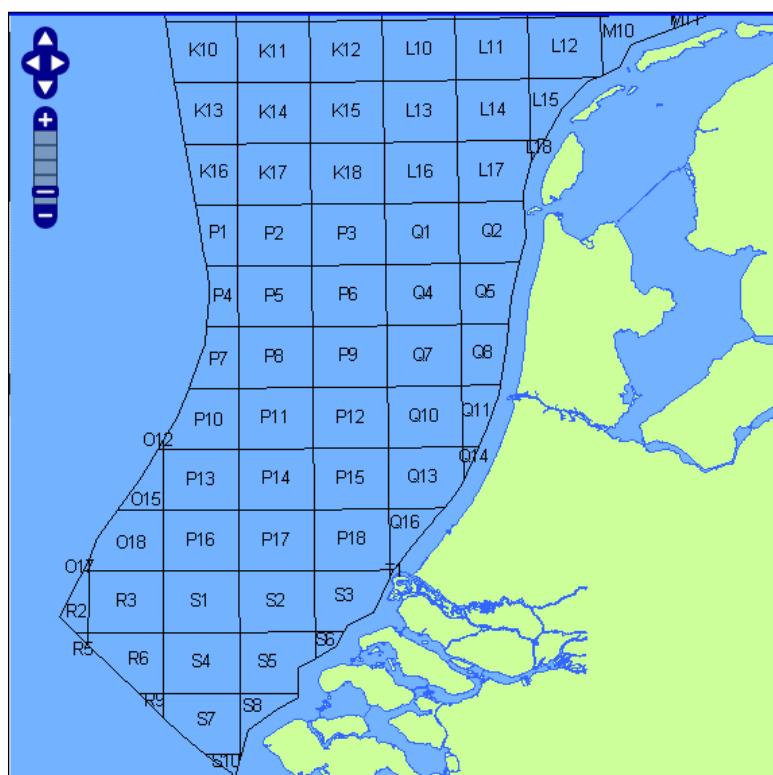 M11
M10
K10 K11 K12 L10 L11 L12
K13 K14 K15 L13 L14 L15
L18
K16 K17 K18 L16 L17
P1 P2 P3 Q1 Q2
P4 P5 P6 Q4 Q5
P7 P8 P9 Q7 Q8
P10 P11 P12 Q10 Q11
O12
Q14
P13 P14 P15 Q13
O15
Q16
O18 P16 P17 P18
O17 T1
R2 R3 S1 S2 S3
S6
R5 R6 S4 S5
R9 S8
S7
S10